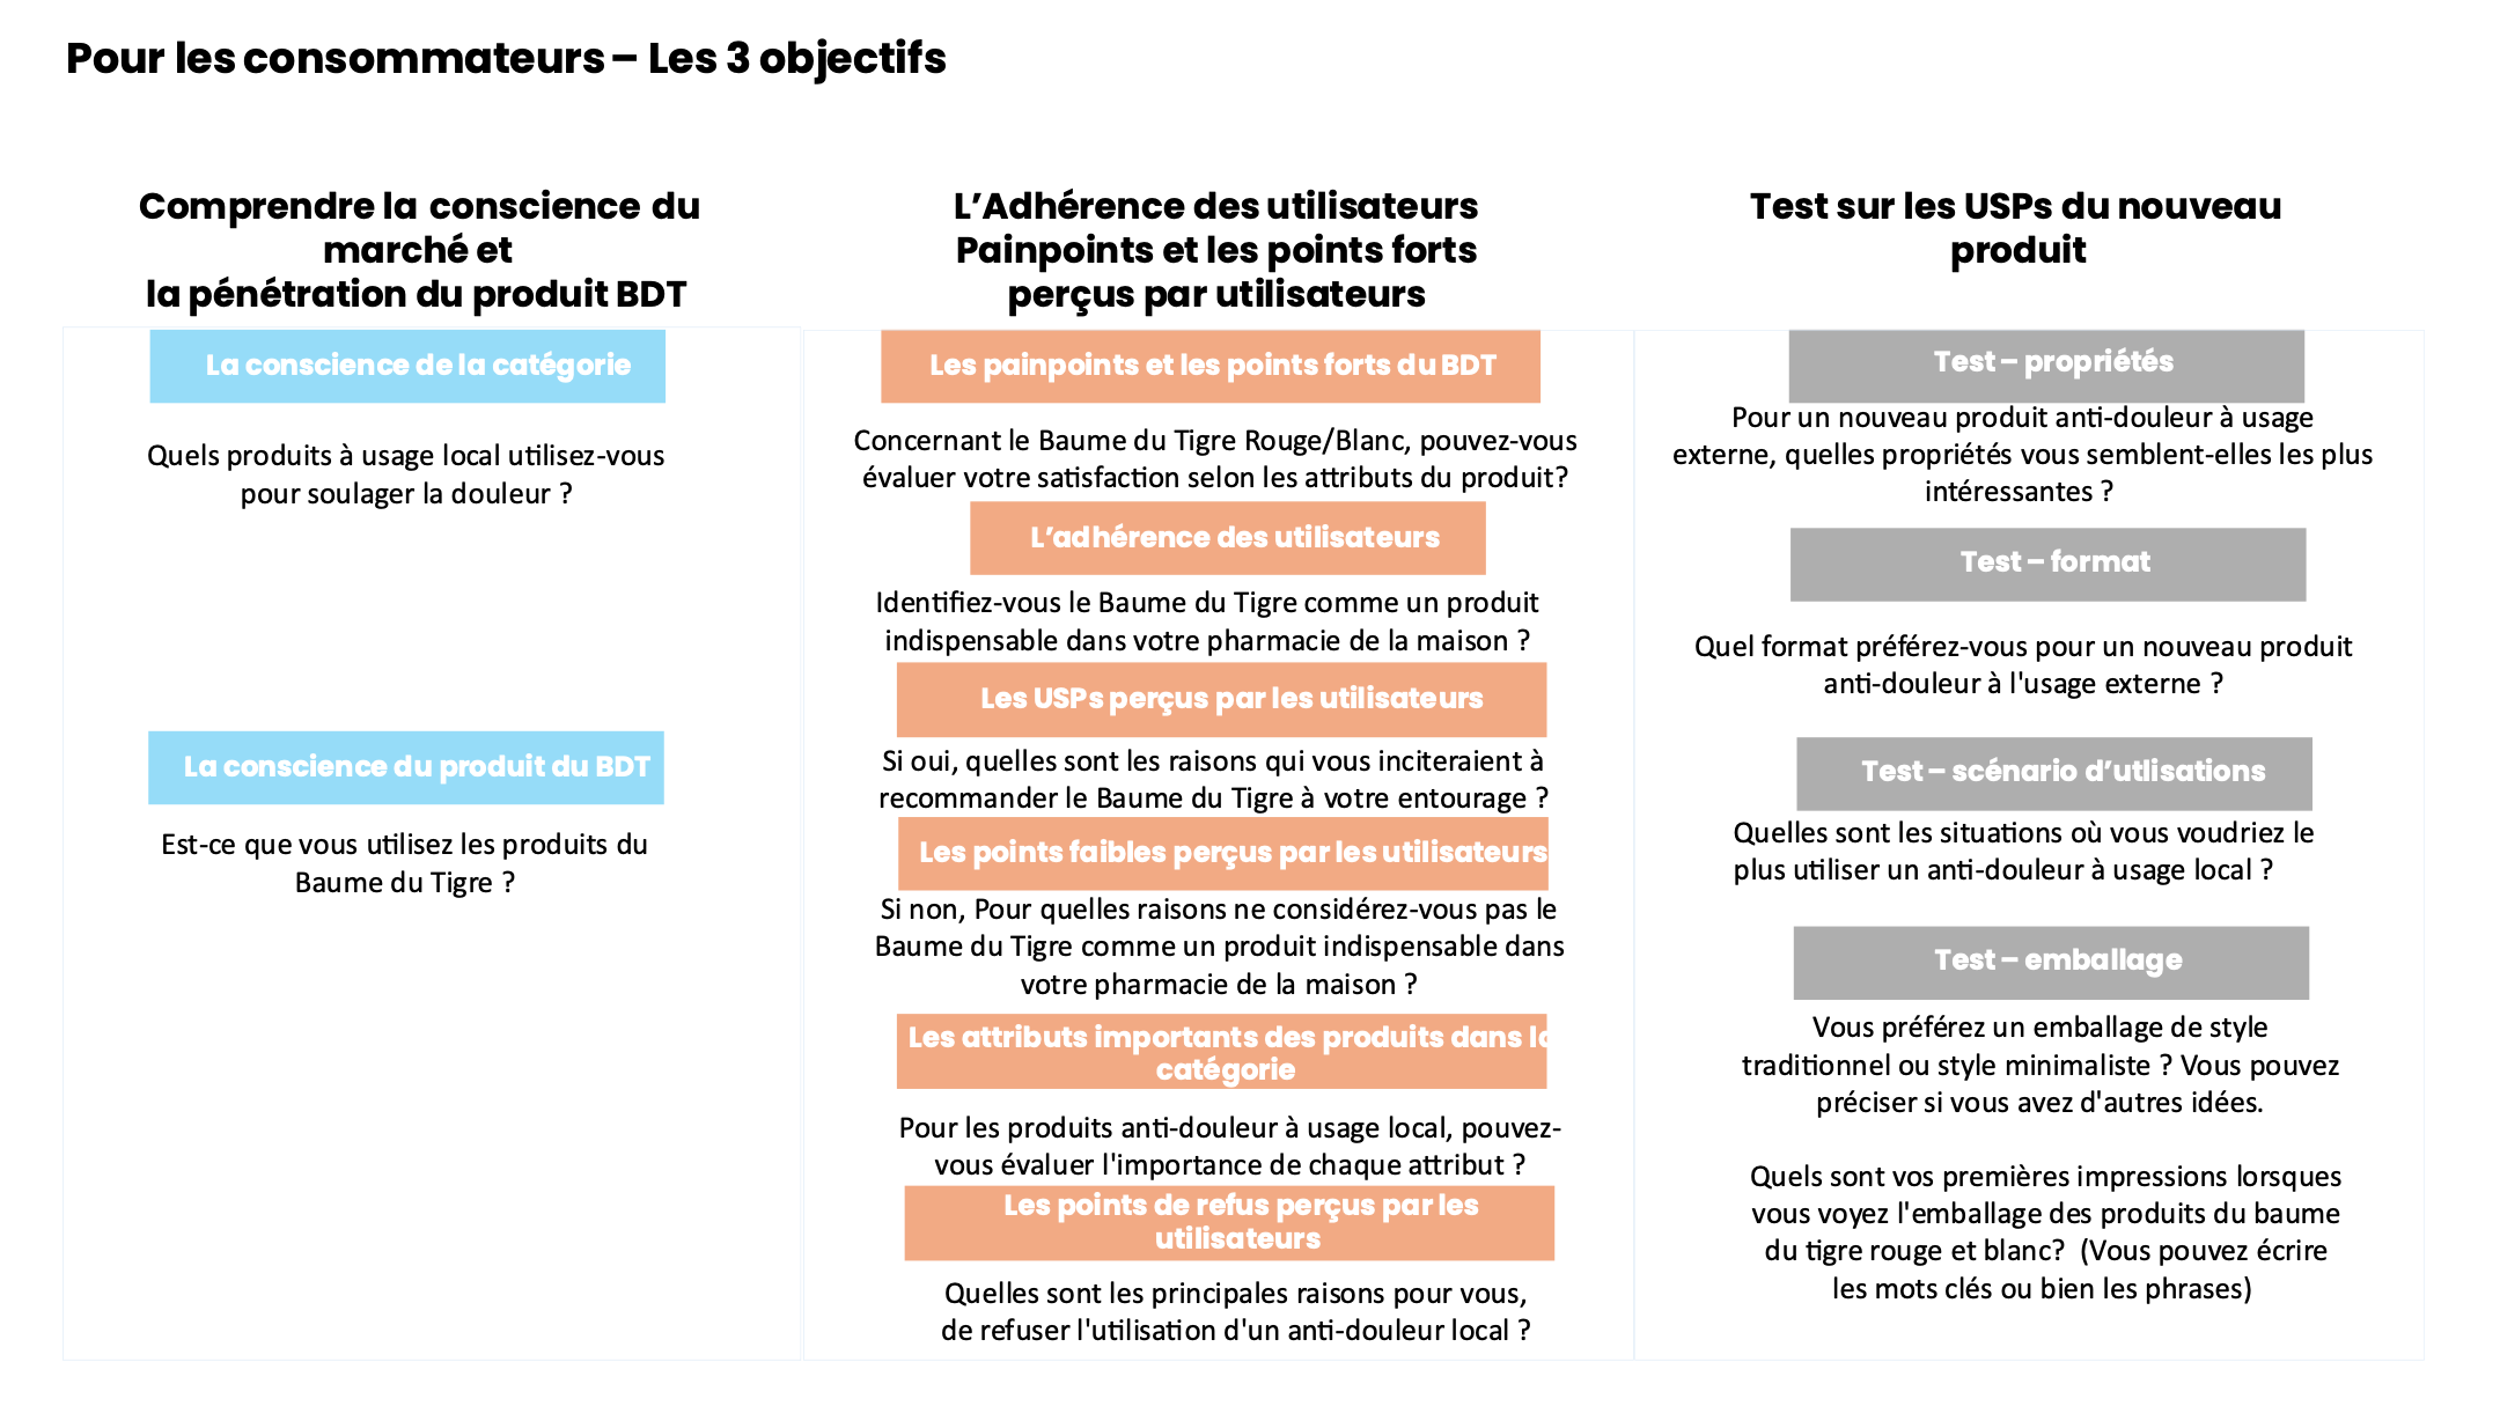 Pour les consommateurs – Les 3 objectifs
Comprendre la conscience du
marché et
la pénétration du produit BDT
La conscience de la catégorie
Quels produits à usage local utilisez-vous
pour soulager la douleur ?
La conscience du produit du BDT
Est-ce que vous utilisez les produits du
Baume du Tigre ?
L’Adhérence des utilisateurs
Painpoints et les points forts
perçus par utilisateurs
Les painpoints et les points forts du BDT
Concernant le Baume du Tigre Rouge/Blanc, pouvez-vous
évaluer votre satisfaction selon les attributs du produit?
L’adhérence des utilisateurs
Identifiez-vous le Baume du Tigre comme un produit
indispensable dans votre pharmacie de la maison ?
Les USPs perçus par les utilisateurs
Si oui, quelles sont les raisons qui vous inciteraient à
recommander le Baume du Tigre à votre entourage ?
Les points faibles perçus par les utilisateurs
Si non, Pour quelles raisons ne considérez-vous pas le
Baume du Tigre comme un produit indispensable dans
votre pharmacie de la maison ?
Les attributs importants des produits dans la
catégorie
Pour les produits anti-douleur à usage local, pouvez-
vous évaluer l'importance de chaque attribut ?
Les points de refus perçus par les
utilisateurs
Quelles sont les principales raisons pour vous,
de refuser l'utilisation d'un anti-douleur local ?
Test sur les USPs du nouveau
produit
Test – propriétés
Pour un nouveau produit anti-douleur à usage
externe, quelles propriétés vous semblent-elles les plus
intéressantes ?
Test – format
Quel format préférez-vous pour un nouveau produit
anti-douleur à l'usage externe ?
Test – scénario d’utlisations
Quelles sont les situations où vous voudriez le
plus utiliser un anti-douleur à usage local ?
Test – emballage
Vous préférez un emballage de style
traditionnel ou style minimaliste ? Vous pouvez
préciser si vous avez d'autres idées.
Quels sont vos premières impressions lorsques
vous voyez l'emballage des produits du baume
du tigre rouge et blanc? (Vous pouvez écrire
les mots clés ou bien les phrases)